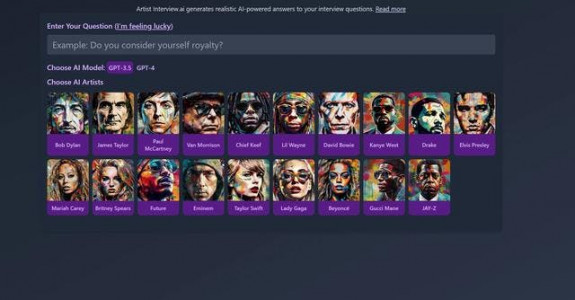 Artist Interview.ai generates realistic AI-powered answers to your interview questions. Read more
Enter Your Question (I'm feeling lucky)
Example: Do you consider yourself royalty?
Choose AI Model: GPT-3.5 GPT-4
Choose AI Artists
Bob Dylan James Taylor Paul McCartney Van Morrison Chief Keef Lil Wayne David Bowie Kanye West Drake Elvis Presley
Mariah Carey Britney Spears Future Eminem Taylor Swift Lady Gaga Beyoncé Gucci Mane JAY-Z